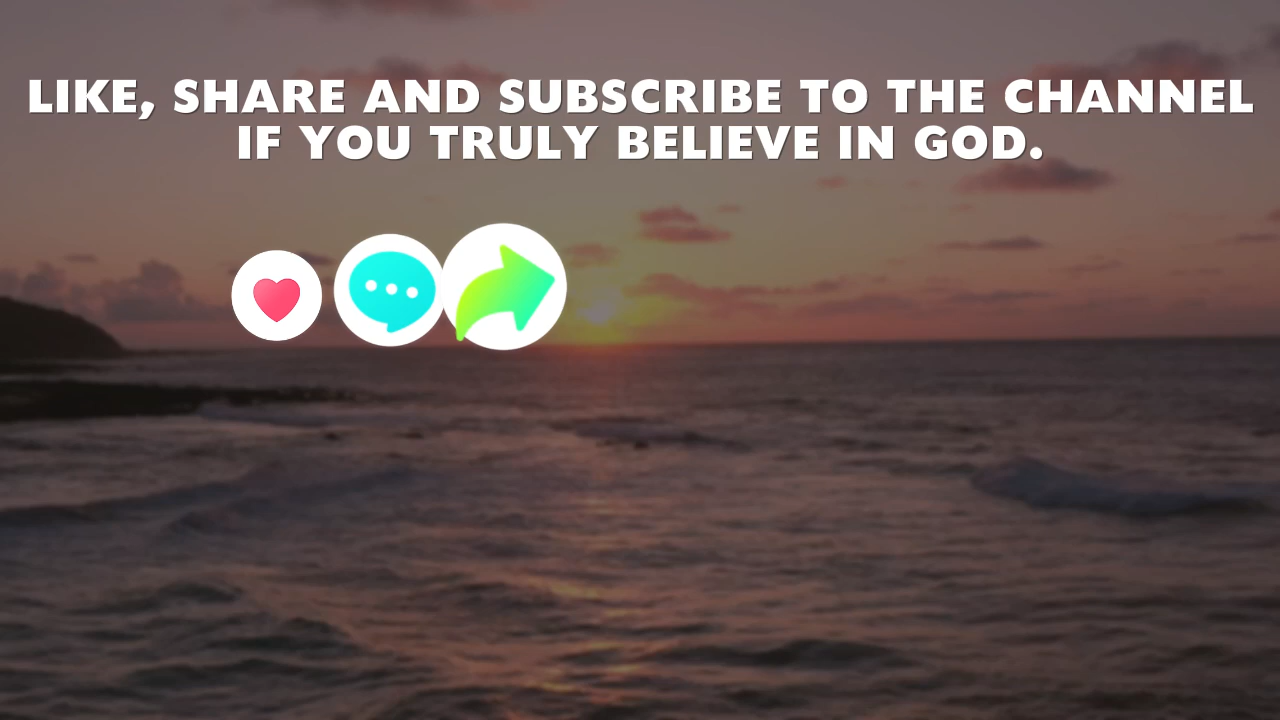 LIKE, SHARE AND SUBSCRIBE TO THE CHANNEL
IF YOU TRULY BELIEVE IN GOD.